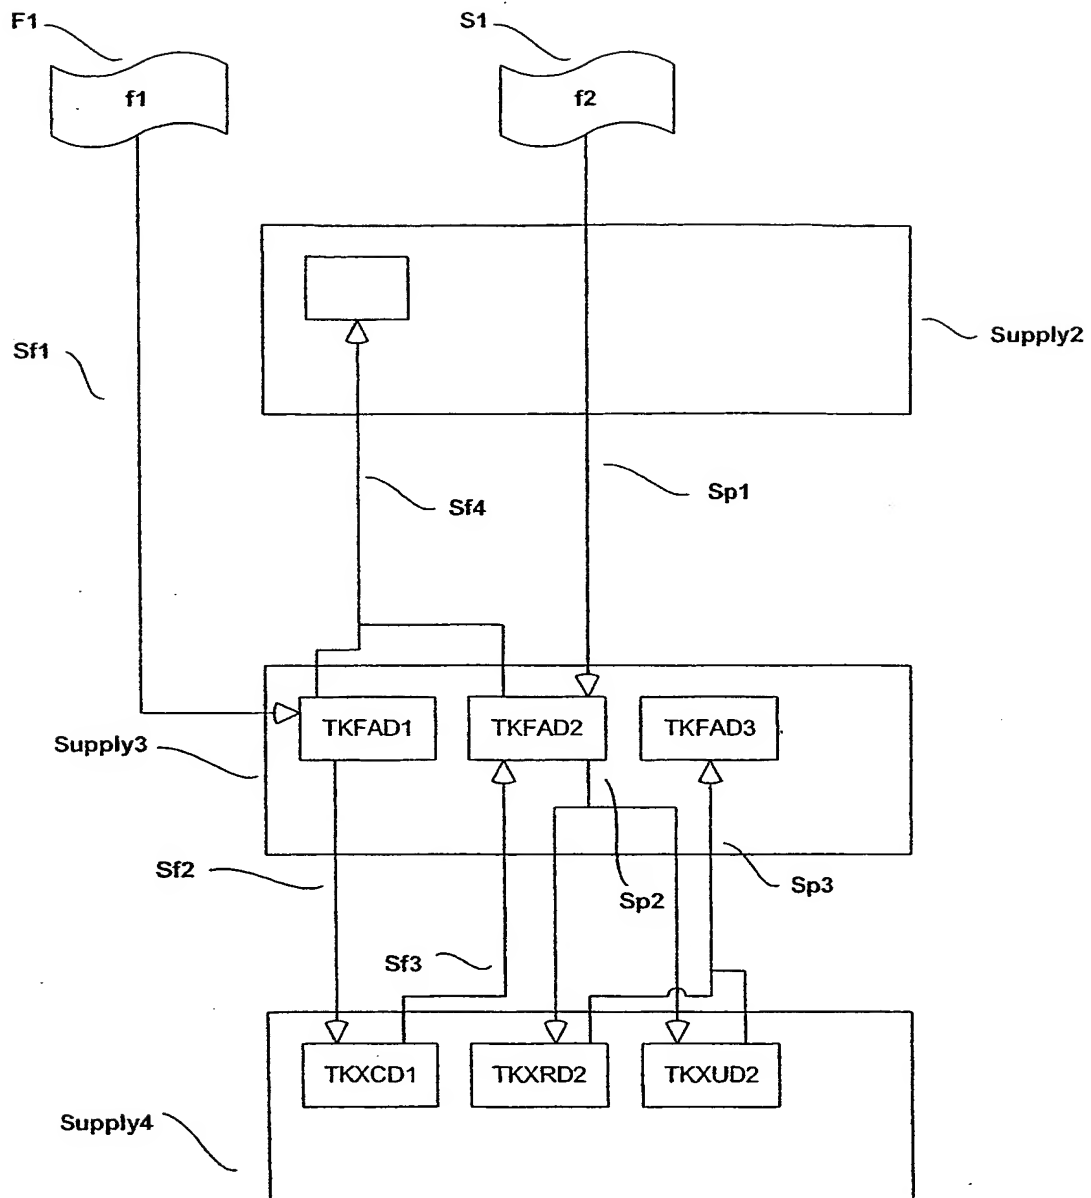 F1
S1
f1
f2
Supply2
Sf1
Sp1
Sf4
TKFAD1
TKFAD2
TKFAD3
Supply3
Sf2
Sp3
Sp2
Sf3
TKXCD1
TKXRD2
TKXUD2
Supply4